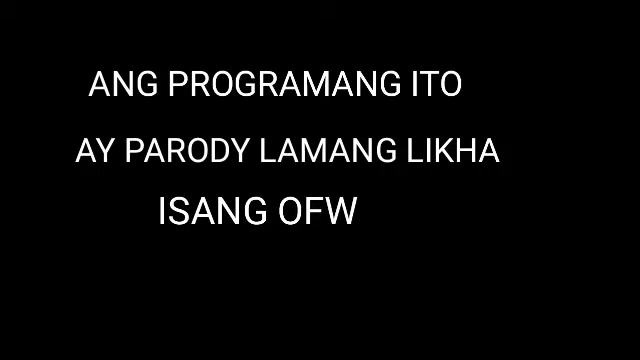 ANG PROGRAMANG ITO
AY PARODY LAMANG LIKHA
ISANG OFW